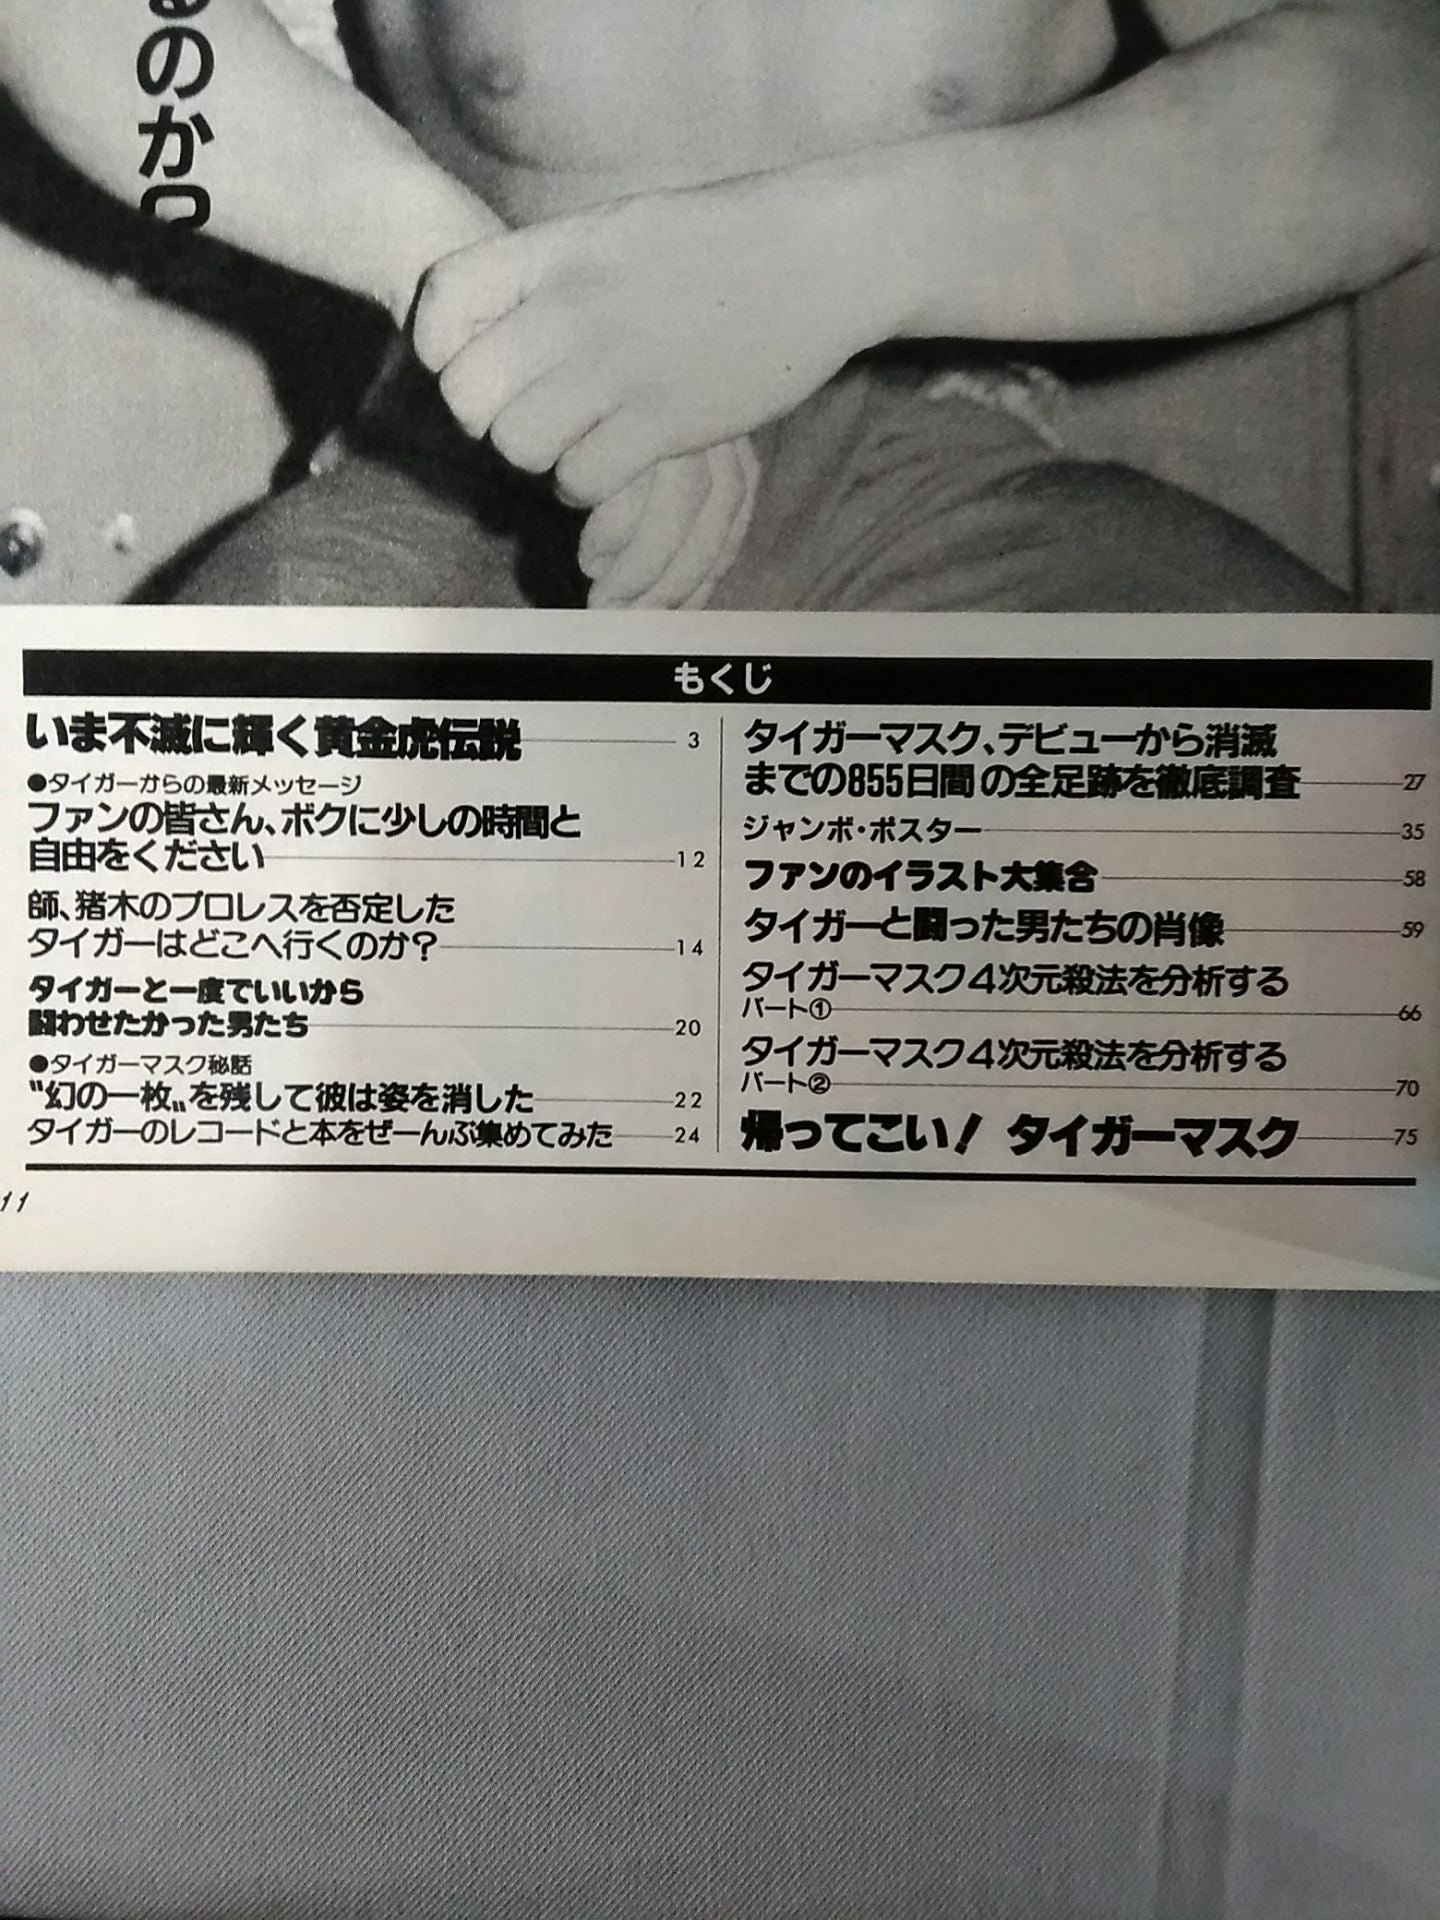 るのか?
もくじ
いま不滅に輝く黄金虎伝説 3
●タイガーからの最新メッセージ
ファンの皆さん、ボクに少しの時間と
自由をください 12
師、猪木のプロレスを否定した
タイガーはどこへ行くのか? 14
タイガーと一度でいいから
闘わせたかった男たち 20
●タイガーマスク秘話
〝幻の一枚〟を残して彼は姿を消した 22
タイガーのレコードと本をぜーんぶ集めてみた 24
タイガーマスク、デビューから消滅
までの855日間の全足跡を徹底調査 27
ジャンボ・ポスター 35
ファンのイラスト大集合 58
タイガーと闘った男たちの肖像 59
タイガーマスク4次元殺法を分析する
パート① 66
タイガーマスク4次元殺法を分析する
パート② 70
帰ってこい! タイガーマスク 75
11